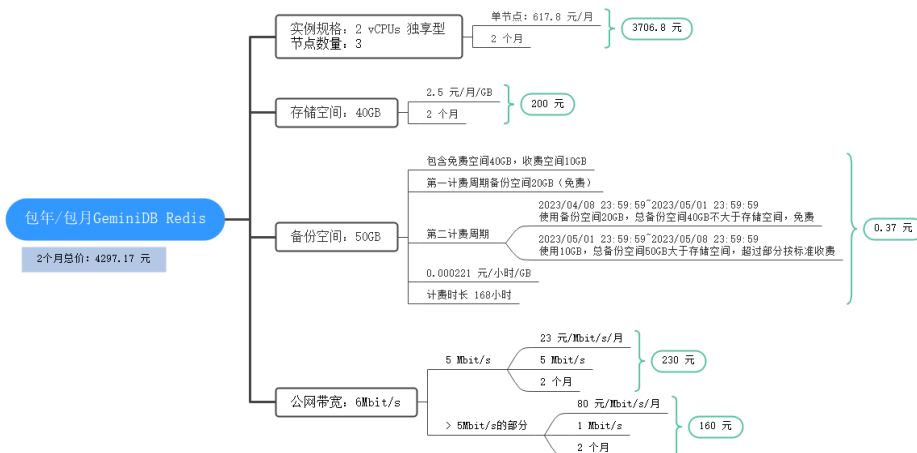 包年/包月GeminiDB Redis
2个月总价：4297.17 元
实例规格：2 vCPUs 独享型
节点数量：3
单节点：617.8 元/月
2 个月
3706.8 元
存储空间：40GB
2.5 元/月/GB
2 个月
200 元
备份空间：50GB
包含免费空间40GB，收费空间10GB
第一计费周期备份空间20GB（免费）
第二计费周期
2023/04/08 23:59:59~2023/05/01 23:59:59
使用备份空间20GB，总备份空间40GB不大于存储空间，免费
2023/05/01 23:59:59~2023/05/08 23:59:59
使用10GB，总备份空间50GB大于存储空间，超过部分按标准收费
0.000221 元/小时/GB
计费时长 168小时
0.37 元
公网带宽：6Mbit/s
5 Mbit/s
23 元/Mbit/s/月
5 Mbit/s
2 个月
230 元
> 5Mbit/s的部分
80 元/Mbit/s/月
1 Mbit/s
2 个月
160 元